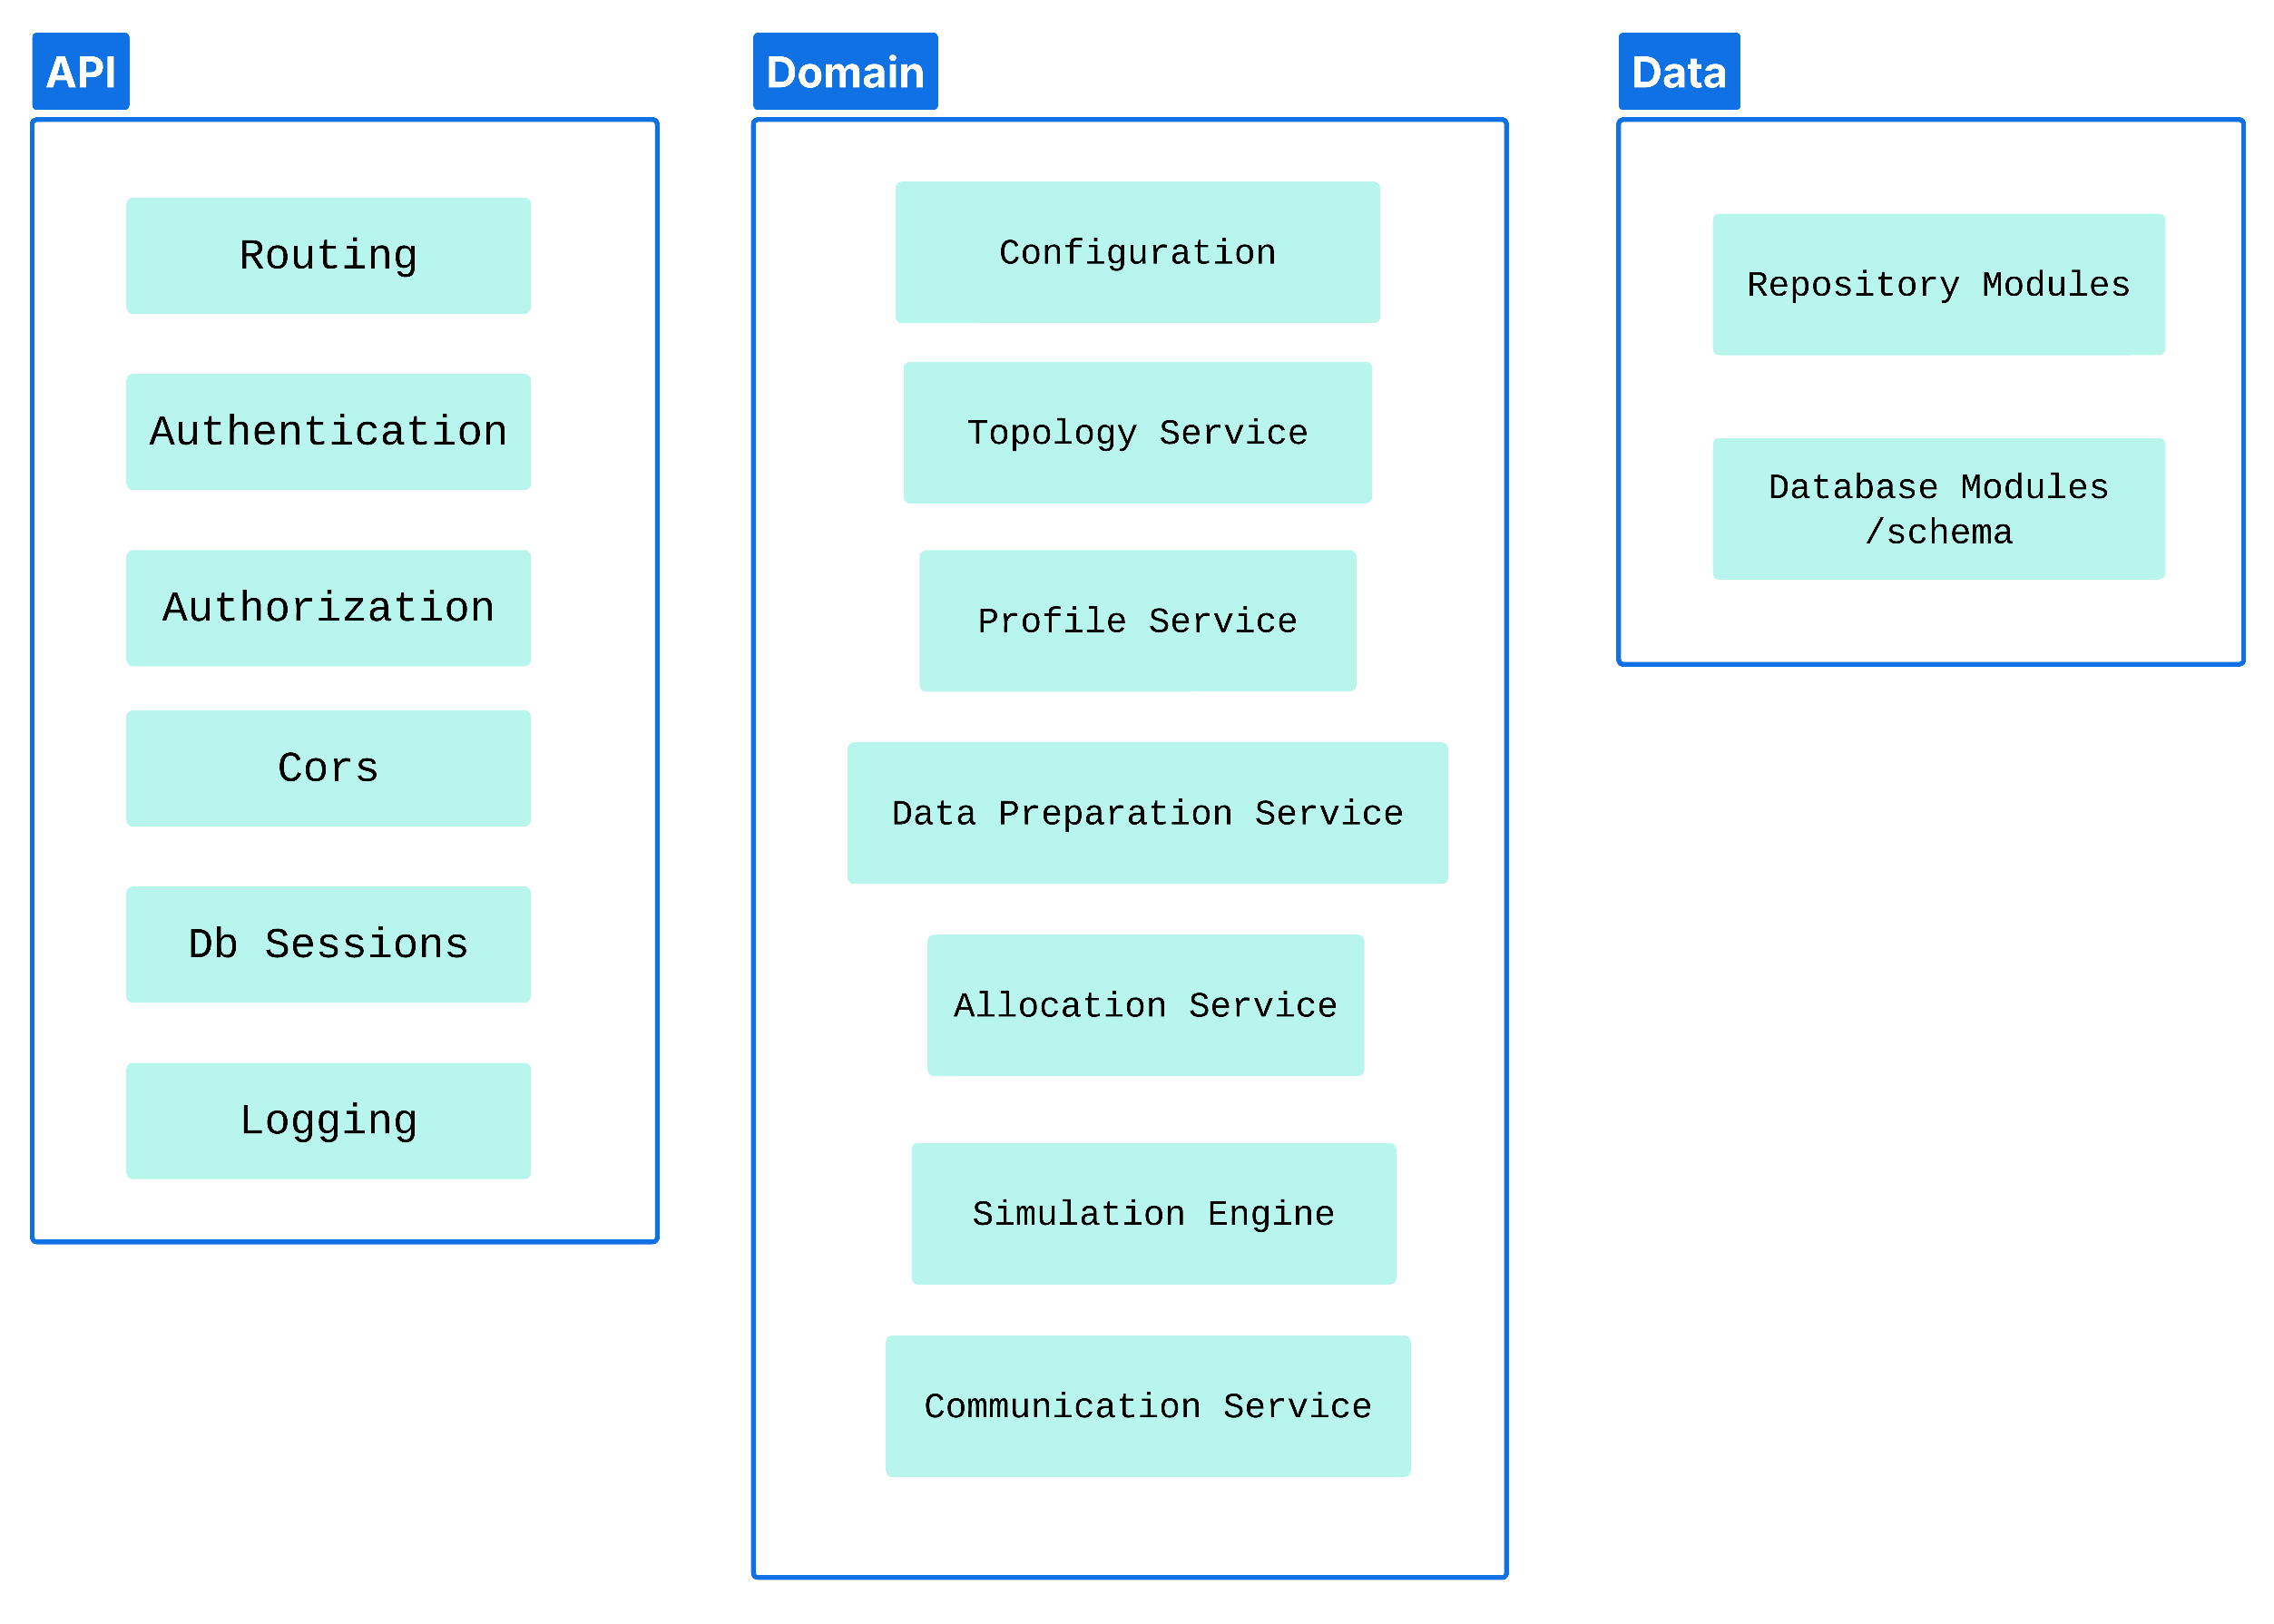 API
Routing
Authentication
Authorization
Cors
Db Sessions
Logging
Domain
Configuration
Topology Service
Profile Service
Data Preparation Service
Allocation Service
Simulation Engine
Communication Service
Data
Repository Modules
Database Modules
/schema